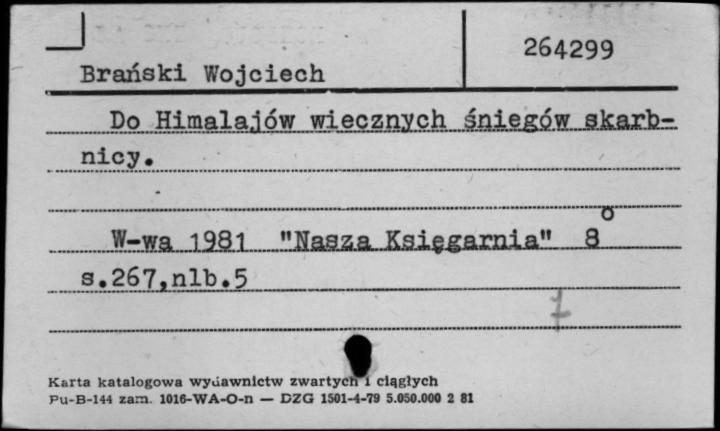 264299
Brański Wojciech
Do Himalajów wiecznych śniegów skarb-
nicy.
W-wa 1981 "Nasza Księgarnia" 8°
s.267,nlb.5
Karta katalogowa wydawnictw zwartych i ciągłych
Pu-B-144 zam. 1016-WA-O-n — DZG 1501-4-79 5.050.000 2 81